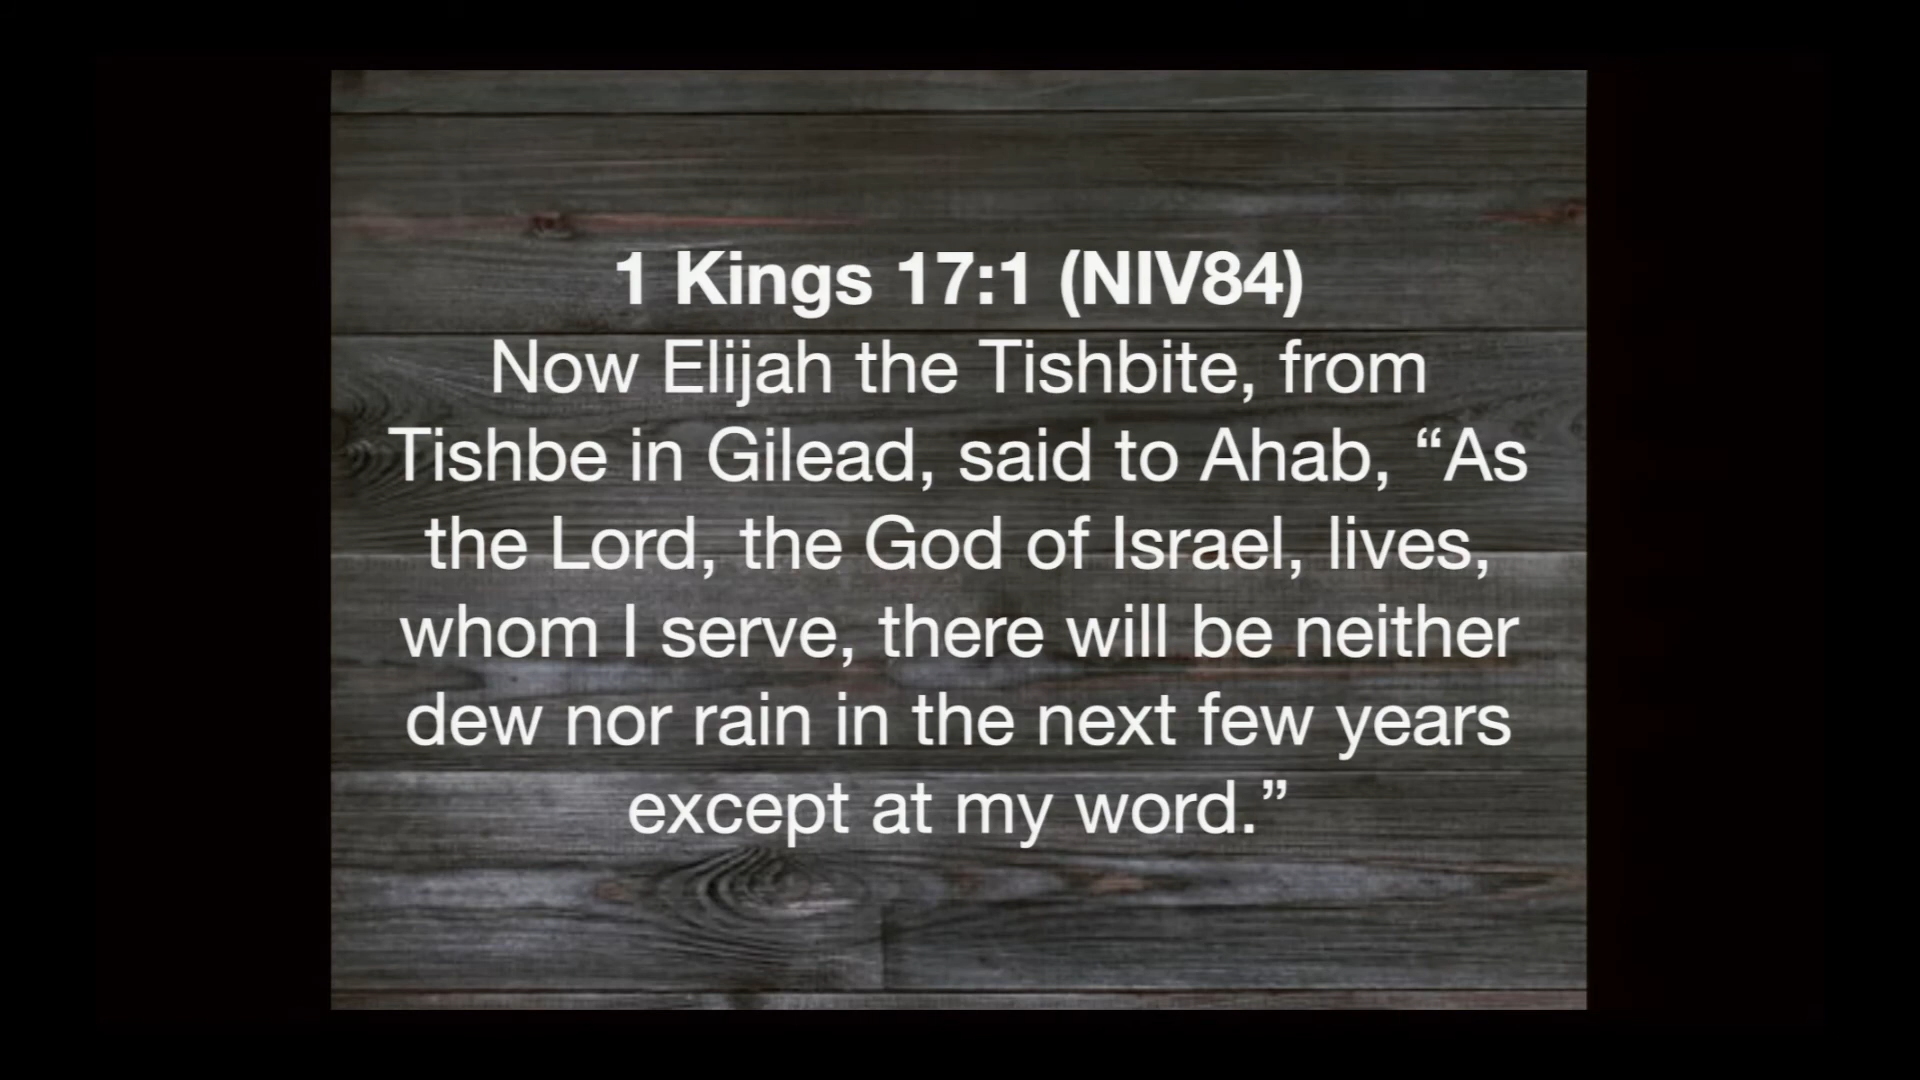 1 Kings 17:1 (NIV84)
Now Elijah the Tishbite, from
Tishbe in Gilead, said to Ahab, “As
the Lord, the God of Israel, lives,
whom I serve, there will be neither
dew nor rain in the next few years
except at my word.”